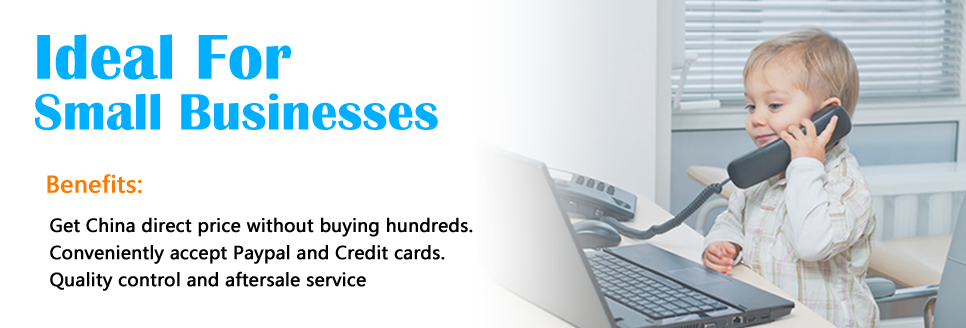 Ideal For
Small Businesses
Benefits:
Get China direct price without buying hundreds.
Conveniently accept Paypal and Credit cards.
Quality control and aftersale service